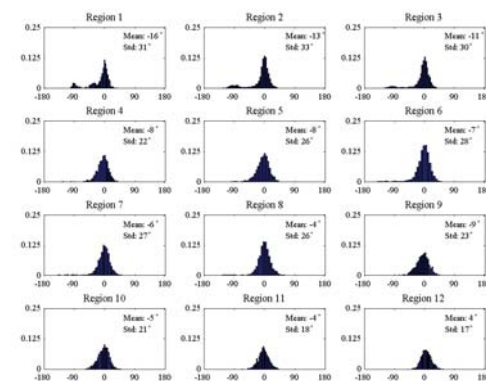 Region 1 Region 2 Region 3
0.25 0.25 0.25
Mean: -16° Mean: -13° Mean: -11°
Std: 31° Std: 33° Std: 30°
0.125 0.125 0.125
0 0 0
-180 -90 0 90 180 -180 -90 0 90 180 -180 -90 0 90 180
Region 4 Region 5 Region 6
0.25 0.25 0.25
Mean: -8° Mean: -8° Mean: -7°
Std: 22° Std: 26° Std: 28°
0.125 0.125 0.125
0 0 0
-180 -90 0 90 180 -180 -90 0 90 180 -180 -90 0 90 180
Region 7 Region 8 Region 9
0.25 0.25 0.25
Mean: -6° Mean: -4° Mean: -9°
Std: 27° Std: 26° Std: 23°
0.125 0.125 0.125
0 0 0
-180 -90 0 90 180 -180 -90 0 90 180 -180 -90 0 90 180
Region 10 Region 11 Region 12
0.25 0.25 0.25
Mean: -5° Mean: -4° Mean: 4°
Std: 21° Std: 18° Std: 17°
0.125 0.125 0.125
0 0 0
-180 -90 0 90 180 -180 -90 0 90 180 -180 -90 0 90 180